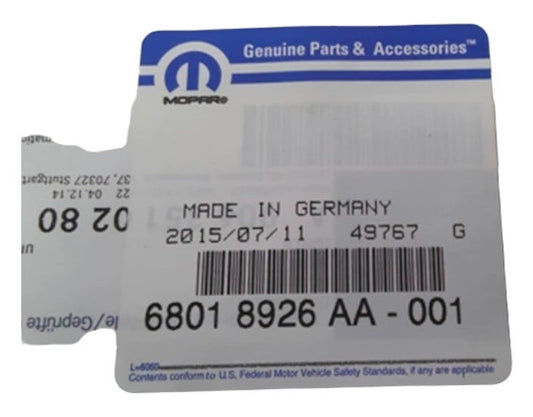 Genuine Parts & Accessories™
MOPAR®
MADE IN GERMANY
2015/07/11 49767 G
6801 8926 AA - 001
L=6060
Contents conform to U.S. Federal Motor Vehicle Safety Standards, if any are applicable
37, 70327 Stuttgart
22 04.12.14
02 80
le/Geprüfte